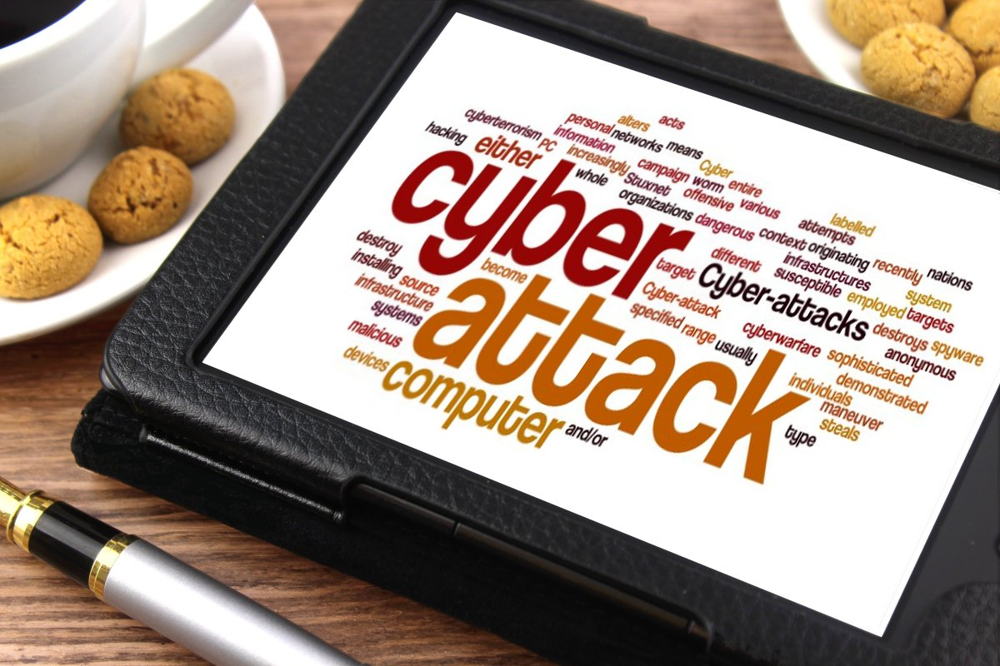 acts
alters
personal
cyberterrorism
networks
means
information
hacking
PC
increasingly
Cyber
either
campaign
worm
entire
whole
Stuxnet
offensive
various
organizations
labelled
cyber
dangerous
attempts
context
originating
destroy
different
infrastructures
recently
nations
installing
become
target
Cyber-attacks
susceptible
system
source
employed
targets
infrastructure
Cyber-attack
systems
attack
specified
range
cyberwarfare
destroys
spyware
malicious
usually
sophisticated
anonymous
devices
individuals
demonstrated
computer
maneuver
and/or
type
steals